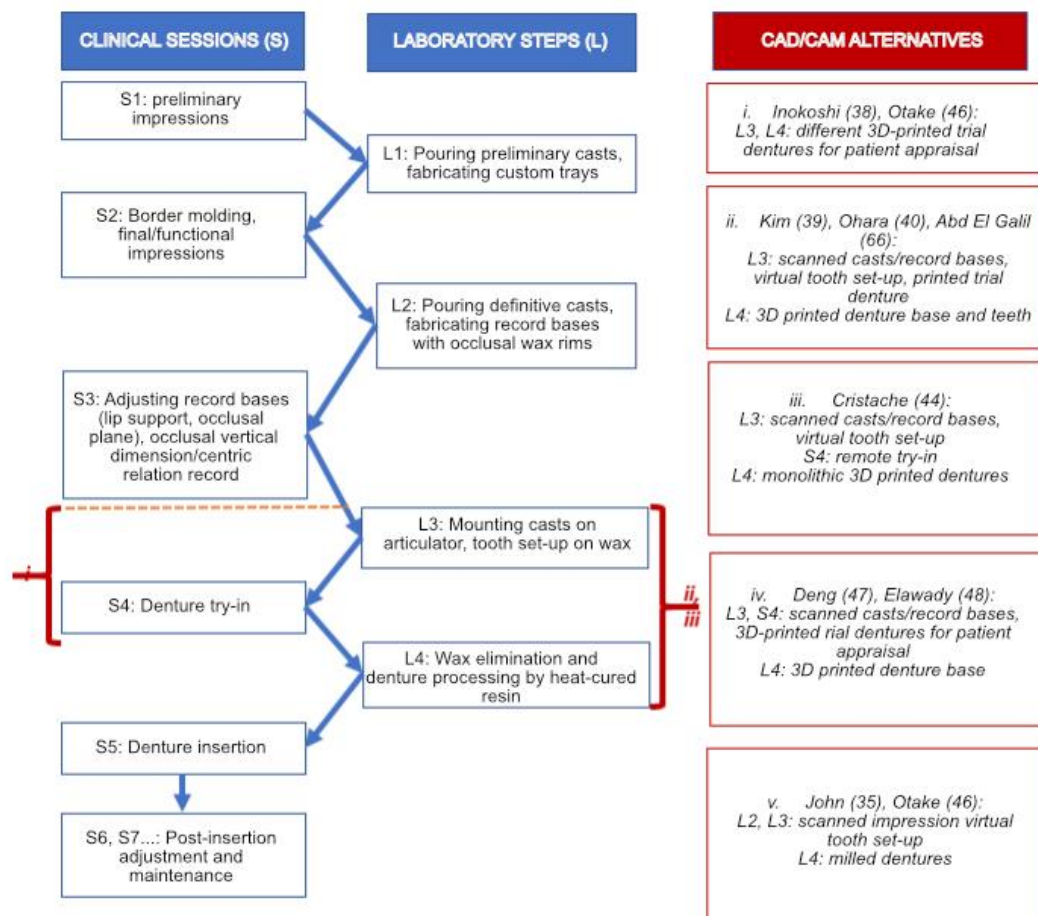 CLINICAL SESSIONS (S)
LABORATORY STEPS (L)
CAD/CAM ALTERNATIVES
S1: preliminary
impressions
L1: Pouring preliminary casts,
fabricating custom trays
S2: Border molding,
final/functional
impressions
L2: Pouring definitive casts,
fabricating record bases
with occlusal wax rims
S3: Adjusting record bases
(lip support, occlusal
plane), occlusal vertical
dimension/centric
relation record
L3: Mounting casts on
articulator, tooth set-up on wax
i
S4: Denture try-in
ii,
iii
L4: Wax elimination and
denture processing by heat-cured
resin
S5: Denture insertion
S6, S7...: Post-insertion
adjustment and
maintenance
i. Inokoshi (38), Otake (46):
L3, L4: different 3D-printed trial
dentures for patient appraisal
ii. Kim (39), Ohara (40), Abd El Galil
(66):
L3: scanned casts/record bases,
virtual tooth set-up, printed trial
denture
L4: 3D printed denture base and teeth
iii. Cristache (44):
L3: scanned casts/record bases,
virtual tooth set-up
S4: remote try-in
L4: monolithic 3D printed dentures
iv. Deng (47), Elawady (48):
L3, S4: scanned casts/record bases,
3D-printed rial dentures for patient
appraisal
L4: 3D printed denture base
v. John (35), Otake (46):
L2, L3: scanned impression virtual
tooth set-up
L4: milled dentures